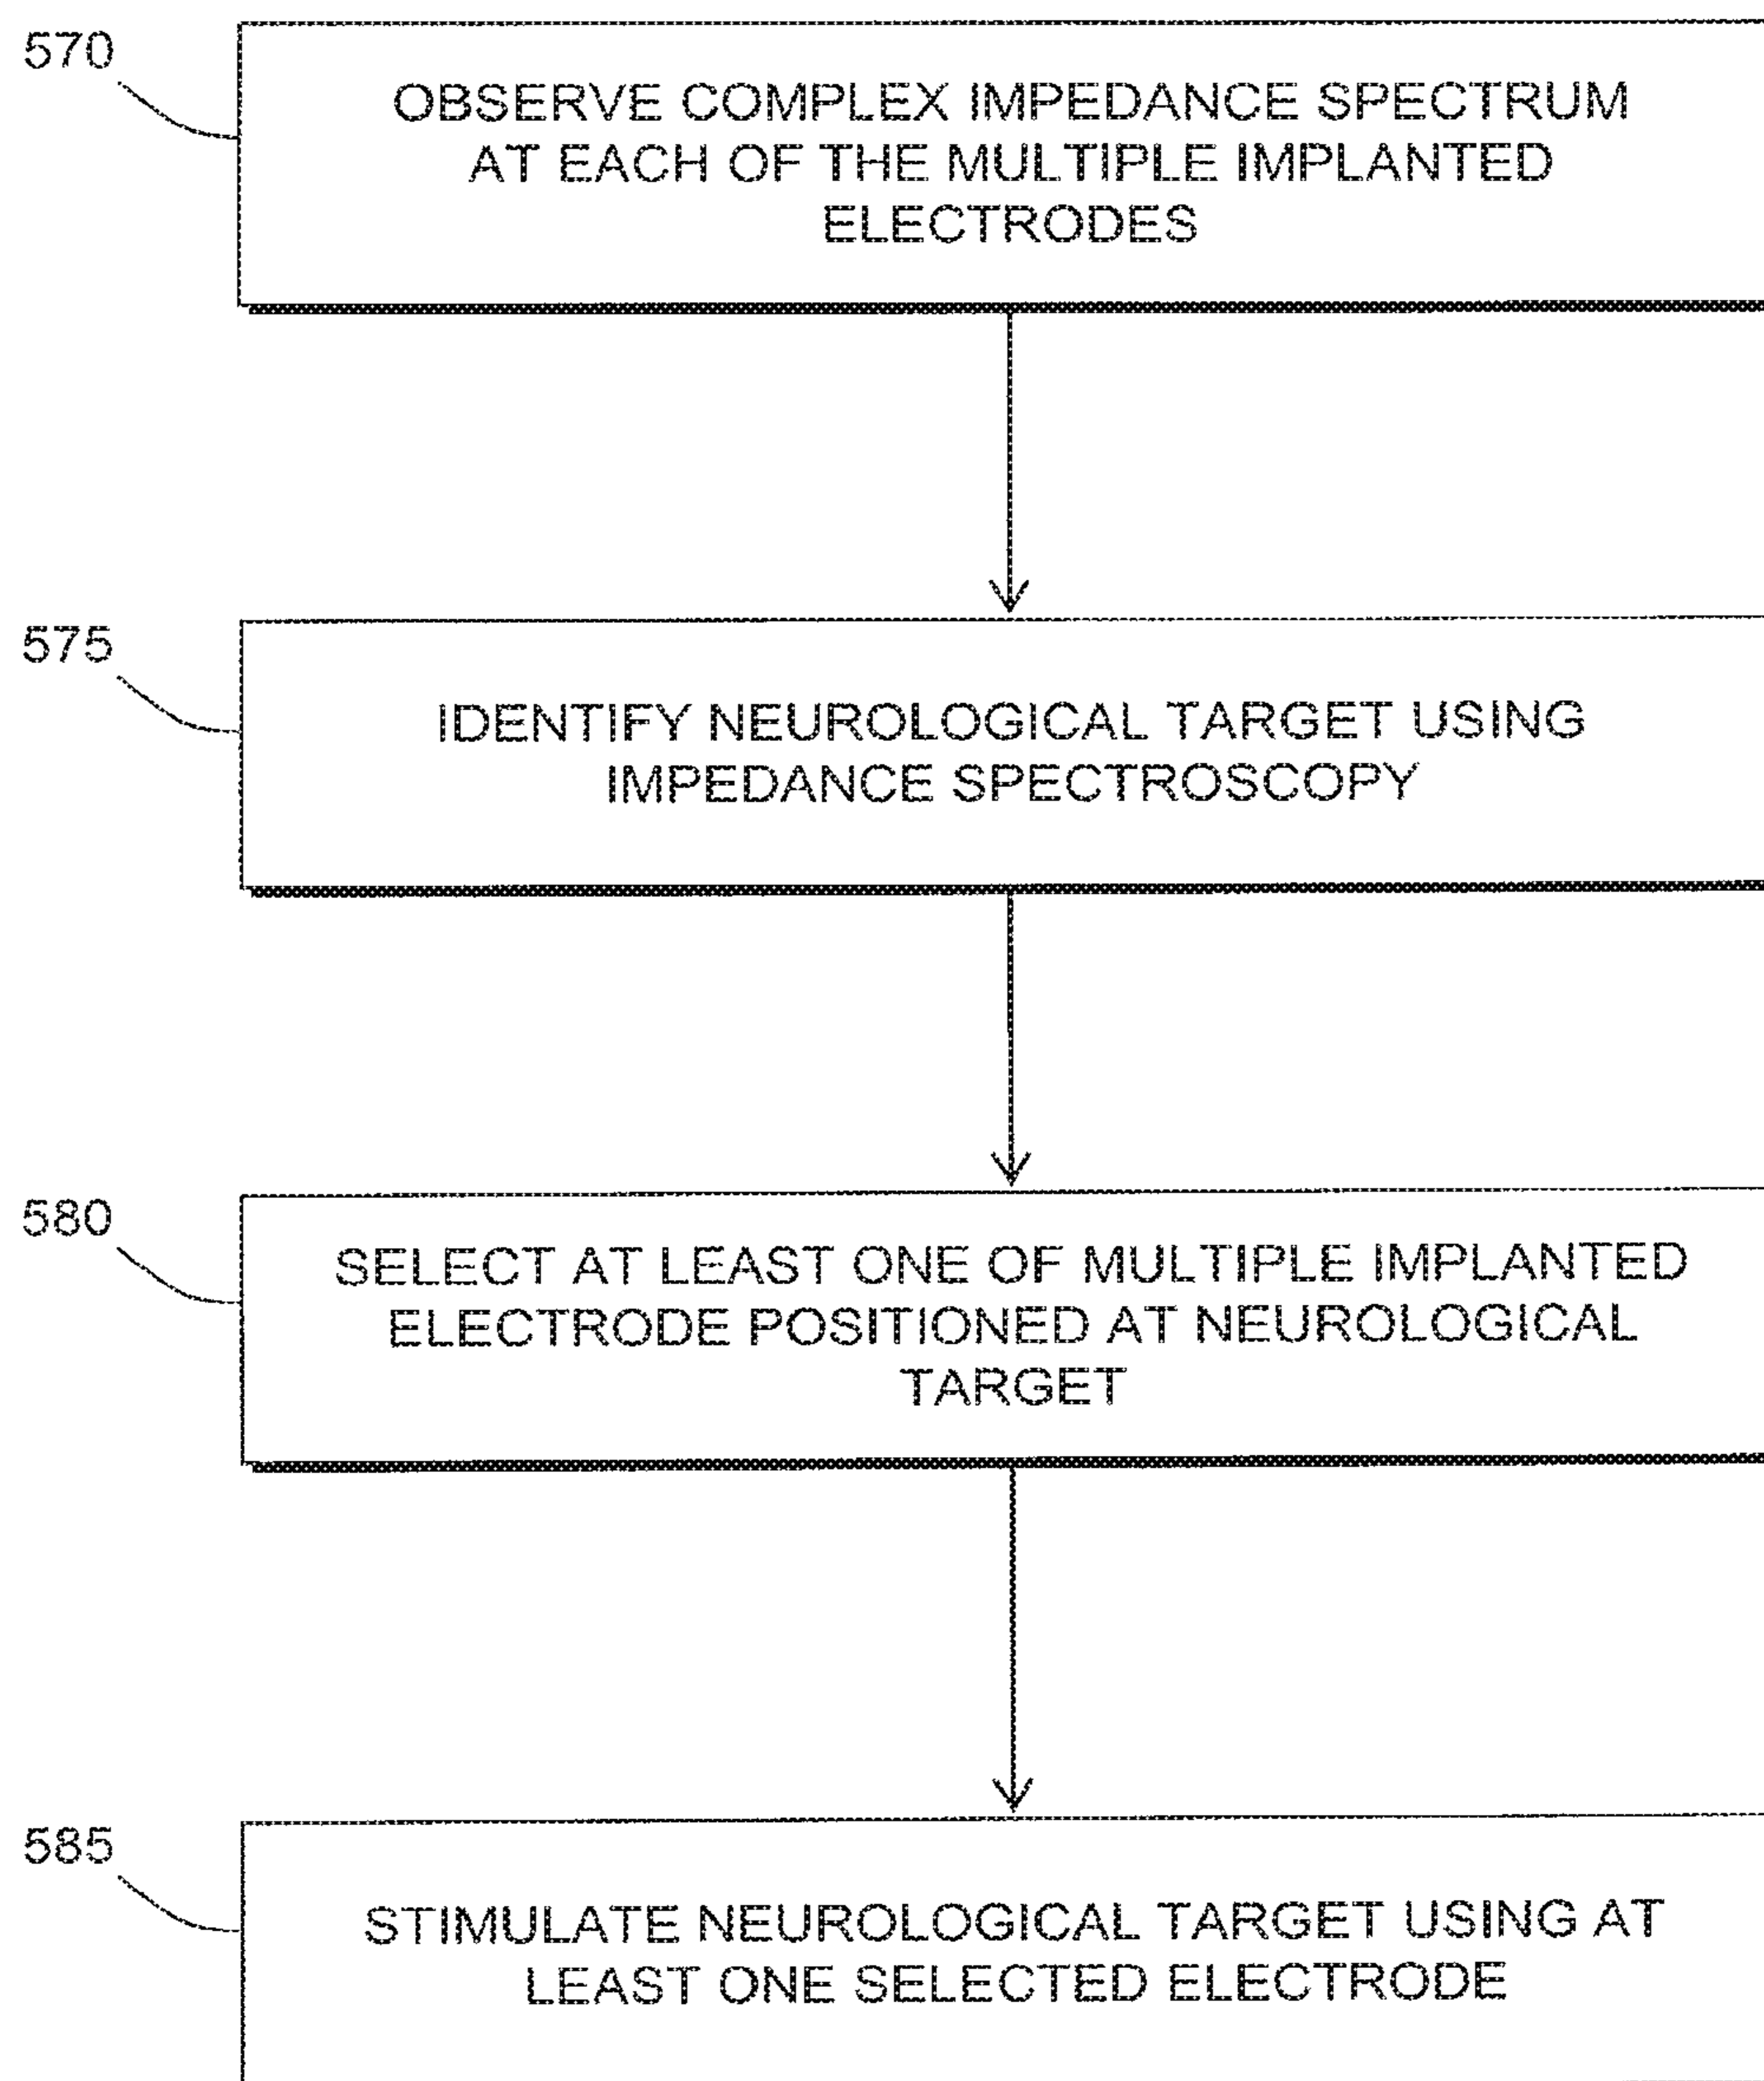 570
OBSERVE COMPLEX IMPEDANCE SPECTRUM
AT EACH OF THE MULTIPLE IMPLANTED
ELECTRODES
575
IDENTIFY NEUROLOGICAL TARGET USING
IMPEDANCE SPECTROSCOPY
580
SELECT AT LEAST ONE OF MULTIPLE IMPLANTED
ELECTRODE POSITIONED AT NEUROLOGICAL
TARGET
585
STIMULATE NEUROLOGICAL TARGET USING AT
LEAST ONE SELECTED ELECTRODE